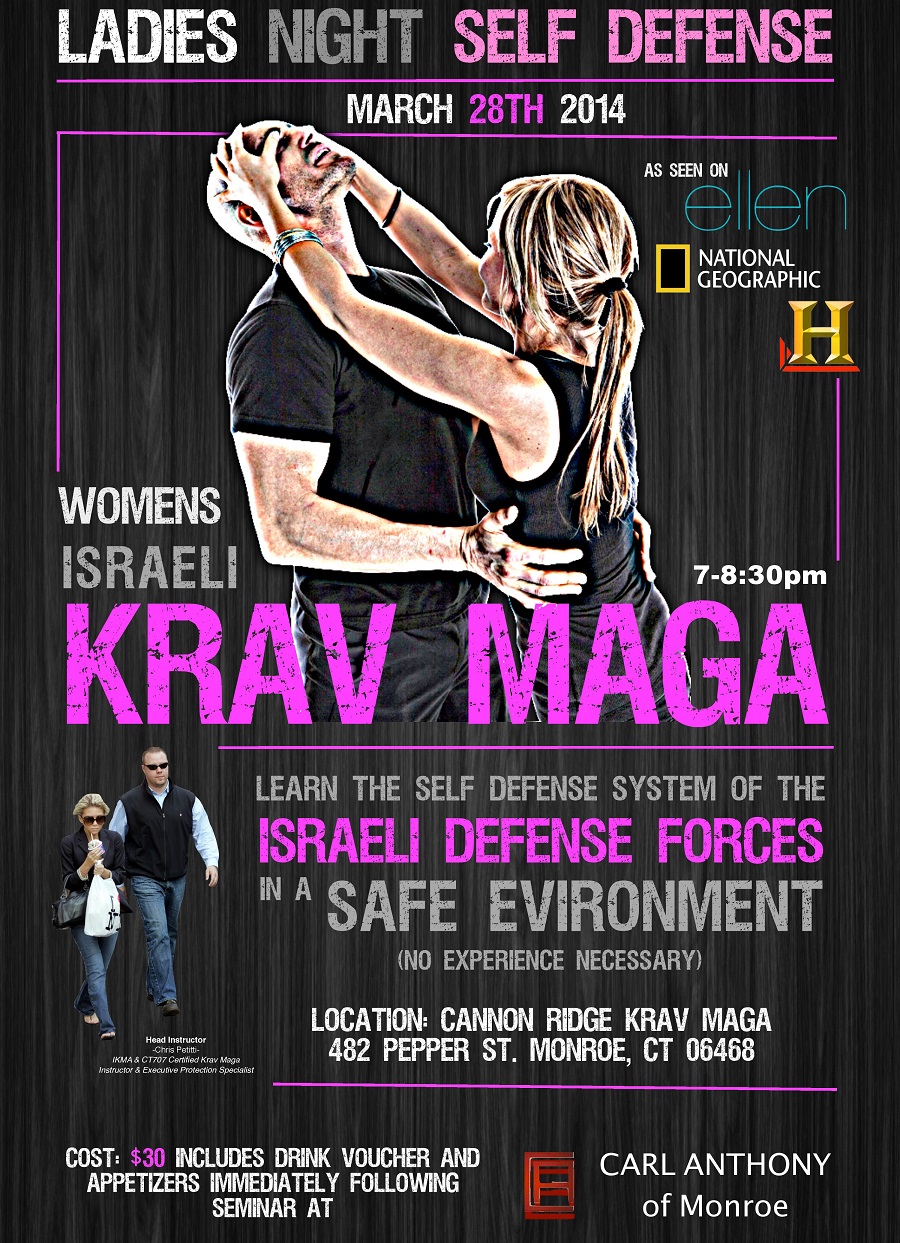 LADIES NIGHT SELF DEFENSE
MARCH 28TH 2014
AS SEEN ON
ellen
NATIONAL
GEOGRAPHIC
H
WOMENS
ISRAELI
7-8:30pm
KRAV MAGA
LEARN THE SELF DEFENSE SYSTEM OF THE
ISRAELI DEFENSE FORCES
IN A SAFE EVIRONMENT
(NO EXPERIENCE NECESSARY)
LOCATION: CANNON RIDGE KRAV MAGA
482 PEPPER ST. MONROE, CT 06468
Head Instructor
-Chris Petitti-
IKMA & CT707 Certified Krav Maga
Instructor & Executive Protection Specialist
COST: $30 INCLUDES DRINK VOUCHER AND
APPETIZERS IMMEDIATELY FOLLOWING
SEMINAR AT
CARL ANTHONY
of Monroe